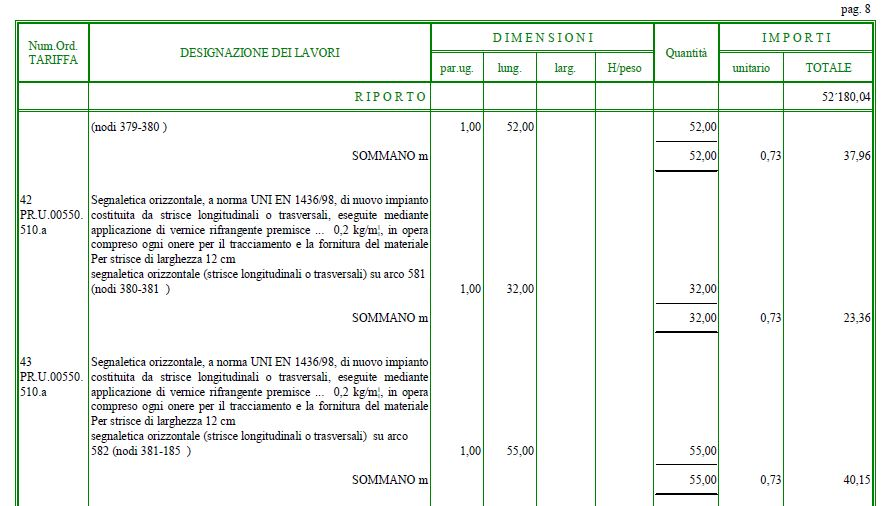 pag. 8
Num.Ord.
TARIFFA
DESIGNAZIONE DEI LAVORI
DIMENSIONI
Quantità
IMPORTI
par.ug. lung. larg. H/peso
unitario TOTALE
RIPORTO 52´180,04
(nodi 379-380 ) 1,00 52,00 52,00
SOMMANO m 52,00 0,73 37,96
42 Segnaletica orizzontale, a norma UNI EN 1436/98, di nuovo impianto
PR.U.00550. costituita da strisce longitudinali o trasversali, eseguite mediante
510.a applicazione di vernice rifrangente premisce ... 0,2 kg/m¦, in opera
compreso ogni onere per il tracciamento e la fornitura del materiale
Per strisce di larghezza 12 cm
segnaletica orizzontale (strisce longitudinali o trasversali) su arco 581
(nodi 380-381 ) 1,00 32,00 32,00
SOMMANO m 32,00 0,73 23,36
43 Segnaletica orizzontale, a norma UNI EN 1436/98, di nuovo impianto
PR.U.00550. costituita da strisce longitudinali o trasversali, eseguite mediante
510.a applicazione di vernice rifrangente premisce ... 0,2 kg/m¦, in opera
compreso ogni onere per il tracciamento e la fornitura del materiale
Per strisce di larghezza 12 cm
segnaletica orizzontale (strisce longitudinali o trasversali) su arco
582 (nodi 381-185 ) 1,00 55,00 55,00
SOMMANO m 55,00 0,73 40,15